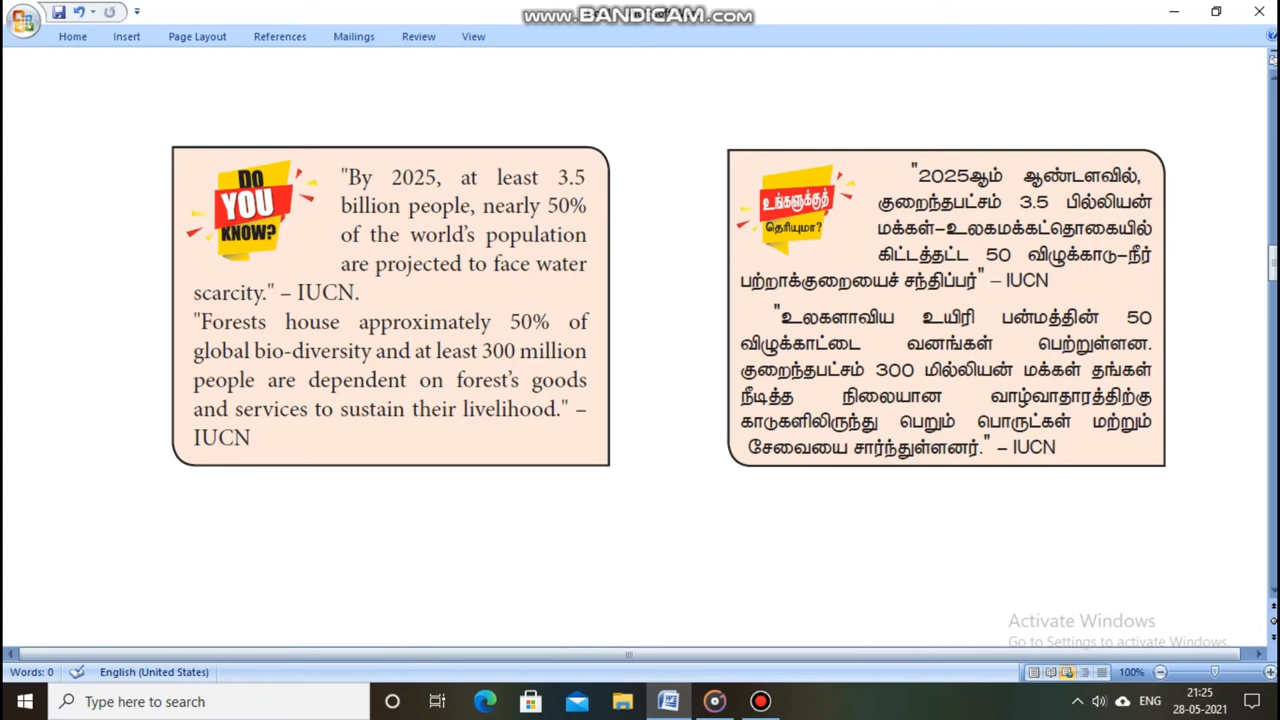 www.BANDICAM.com
Home Insert Page Layout References Mailings Review View
DO
YOU
KNOW?
"By 2025, at least 3.5
billion people, nearly 50%
of the world's population
are projected to face water
scarcity." – IUCN.
"Forests house approximately 50% of
global bio-diversity and at least 300 million
people are dependent on forest's goods
and services to sustain their livelihood." –
IUCN
உங்களுக்குத்
தெரியுமா?
"2025ஆம் ஆண்டளவில்,
குறைந்தபட்சம் 3.5 பில்லியன்
மக்கள்–உலகமக்கட்தொகையில்
கிட்டத்தட்ட 50 விழுக்காடு–நீர்
பற்றாக்குறையைச் சந்திப்பர்" – IUCN
"உலகளாவிய உயிரி பன்மத்தின் 50
விழுக்காட்டை வனங்கள் பெற்றுள்ளன.
குறைந்தபட்சம் 300 மில்லியன் மக்கள் தங்கள்
நீடித்த நிலையான வாழ்வாதாரத்திற்கு
காடுகளிலிருந்து பெறும் பொருட்கள் மற்றும்
சேவையை சார்ந்துள்ளனர்." – IUCN
Activate Windows
Go to Settings to activate Windows.
Words: 0 English (United States) 100%
Type here to search ENG 21:25
28-05-2021